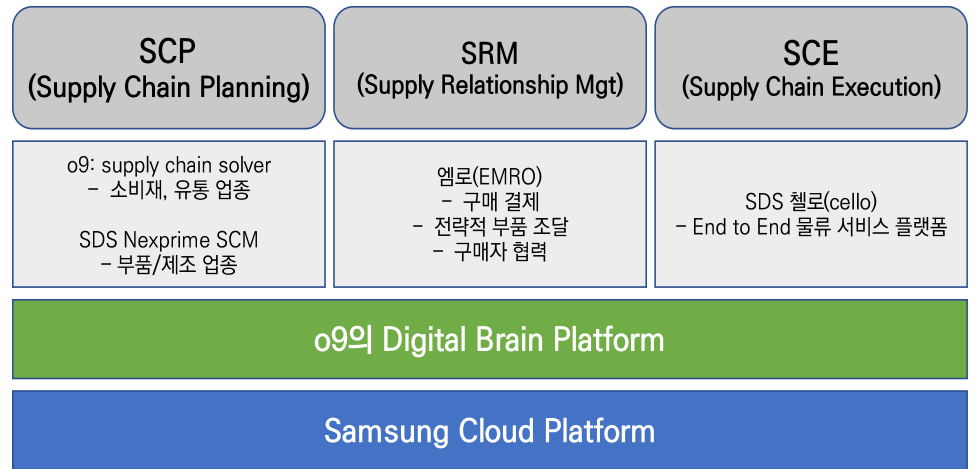 SCP
(Supply Chain Planning)
SRM
(Supply Relationship Mgt)
SCE
(Supply Chain Execution)
o9: supply chain solver
- 소비재, 유통 업종
SDS Nexprime SCM
- 부품/제조 업종
엠로(EMRO)
- 구매 결제
- 전략적 부품 조달
- 구매자 협력
SDS 첼로(cello)
- End to End 물류 서비스 플랫폼
o9의 Digital Brain Platform
Samsung Cloud Platform